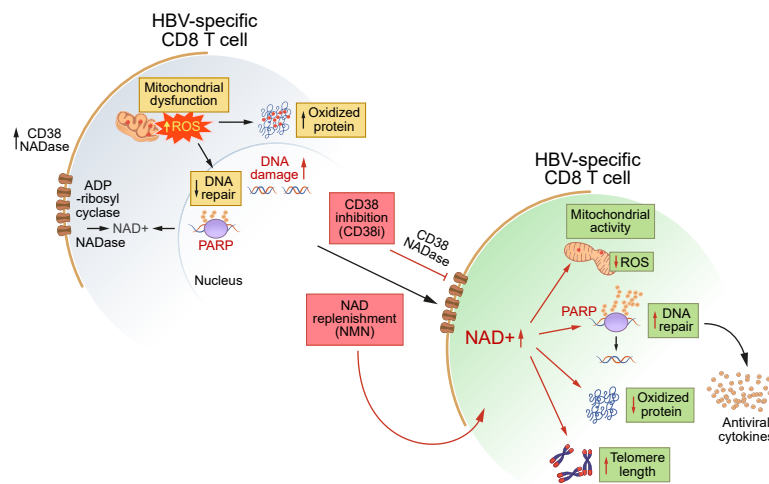 HBV-specific
CD8 T cell
Mitochondrial
dysfunction
↑ROS
↑ Oxidized
protein
↑ CD38
NADase
DNA
damage ↑
↓ DNA
repair
ADP
-ribosyl
cyclase
NAD+
NADase
PARP
Nucleus
CD38
inhibition
(CD38i)
CD38
NADase
NAD
replenishment
(NMN)
HBV-specific
CD8 T cell
Mitochondrial
activity
↓ROS
NAD+ ↑
PARP
↑ DNA
repair
↓ Oxidized
protein
↑ Telomere
length
Antiviral
cytokines